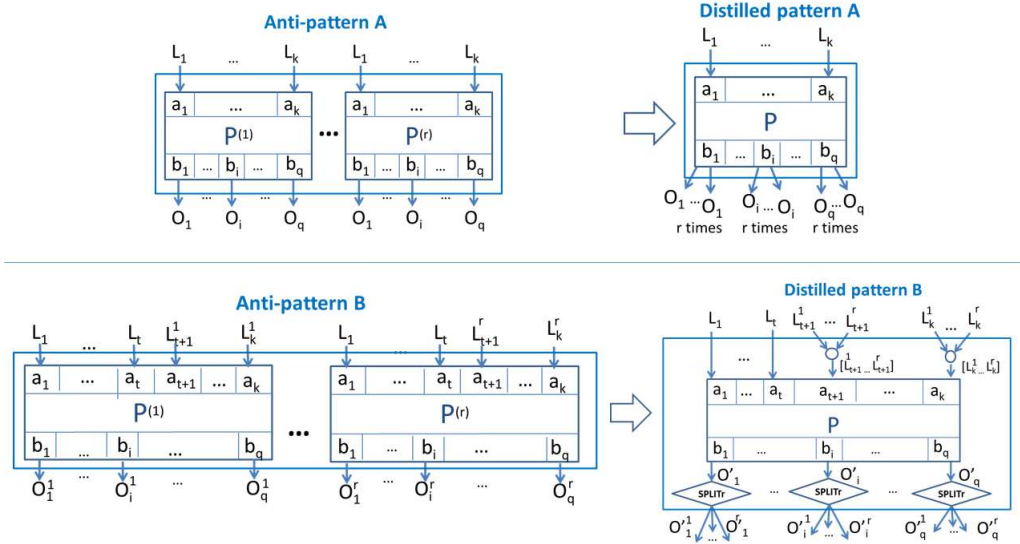 Anti-pattern A
L1 ... Lk L1 ... Lk
a1 ... ak ... a1 ... ak
P(1) ... P(r)
b1 ... bi ... bq b1 ... bi ... bq
... ... ... ...
O1 Oi Oq O1 Oi Oq
Distilled pattern A
L1 ... Lk
a1 ... ak
P
b1 ... bi ... bq
O1 ... O1 Oi ... Oi Oq ... Oq
r times r times r times
Anti-pattern B
L1 ... Lt L1t+1 L1k L1 ... Lt Lrt+1 Lrk
a1 ... at at+1 ... ak a1 ... at at+1 ... ak
P(1) ... P(r)
b1 ... bi ... bq b1 ... bi ... bq
O11 ... O1i ... O1q Or1 ... Ori ... Orq
Distilled pattern B
L1 Lt L1t+1 ... Lrt+1 L1k ... Lrk
... [L1t+1 ... Lrt+1] [L1k ... Lrk]
a1 ... at at+1 ... ak
P
b1 ... bi ... bq
O'1 O'i O'q
SPLITr ... SPLITr ... SPLITr
O'11 ... O'r1 O'1i ... O'ri O'1q ... O'rq